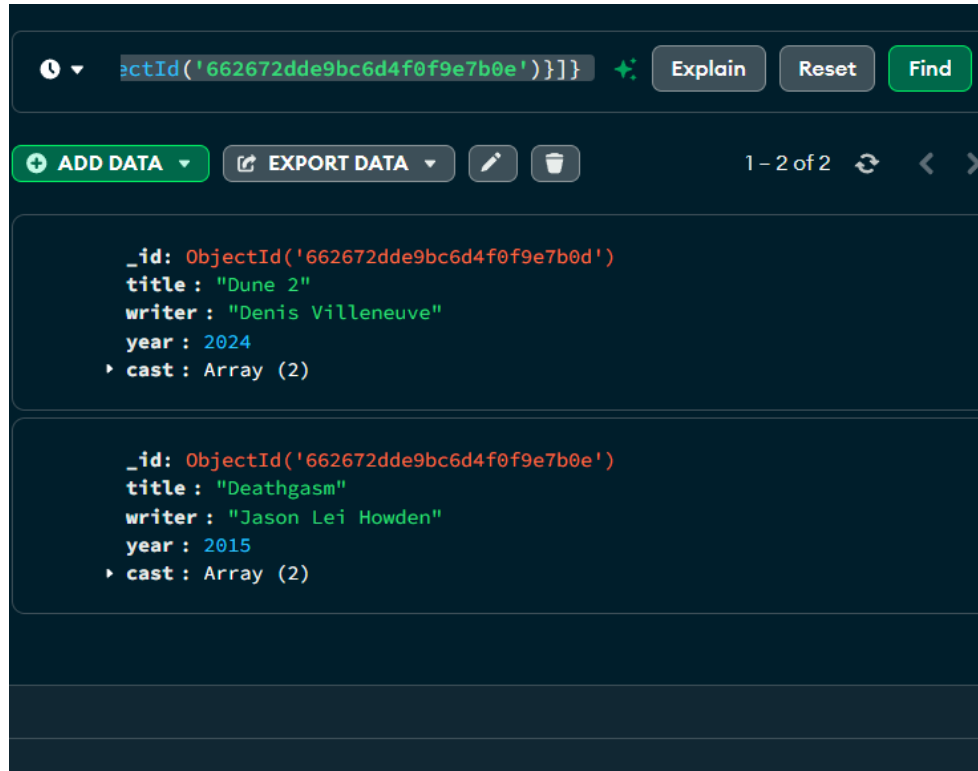 ectId('662672dde9bc6d4f0f9e7b0e')}]} Explain Reset Find
ADD DATA EXPORT DATA 1 – 2 of 2
_id: ObjectId('662672dde9bc6d4f0f9e7b0d')
title : "Dune 2"
writer : "Denis Villeneuve"
year : 2024
cast : Array (2)
_id: ObjectId('662672dde9bc6d4f0f9e7b0e')
title : "Deathgasm"
writer : "Jason Lei Howden"
year : 2015
cast : Array (2)